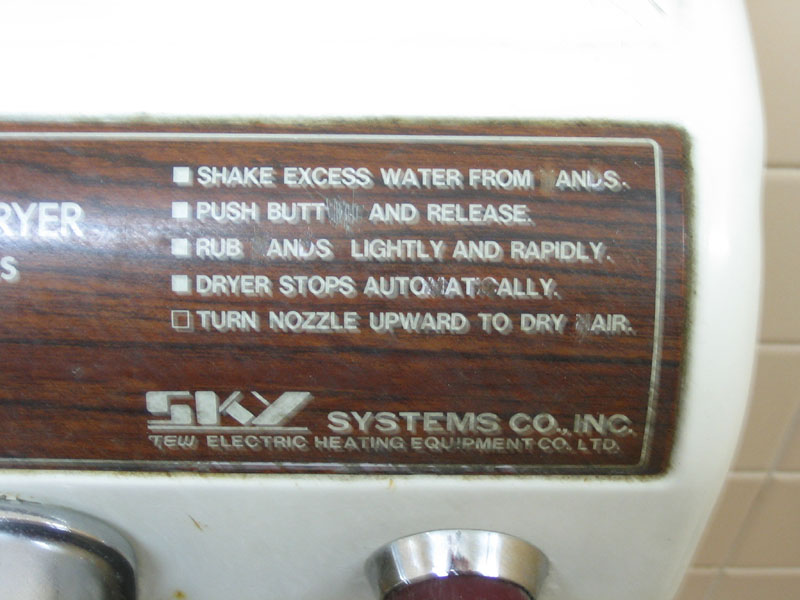 RYER
S
SHAKE EXCESS WATER FROM ANDS.
PUSH BUTT AND RELEASE.
RUB ANDS LIGHTLY AND RAPIDLY.
DRYER STOPS AUTOMATICALLY.
TURN NOZZLE UPWARD TO DRY AIR.
SKY SYSTEMS CO., INC.
TEW ELECTRIC HEATING EQUIPMENT CO. LTD.